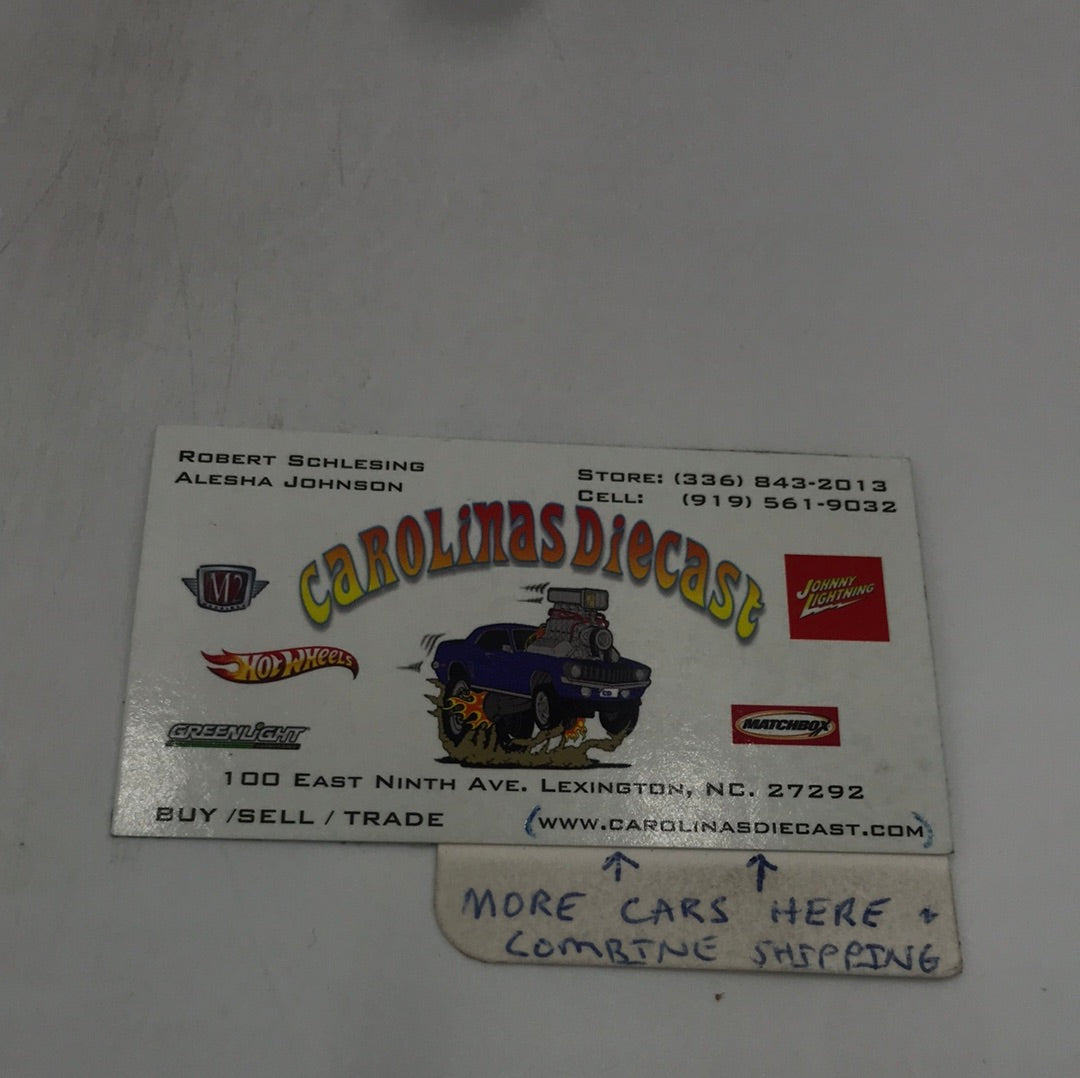 ROBERT SCHLESING
ALESHA JOHNSON
STORE: (336) 843-2013
CELL: (919) 561-9032
CAROLINAS DIECAST
M2
JOHNNY
LIGHTNING
HOT WHEELS
GREENLIGHT
MATCHBOX
100 EAST NINTH AVE. LEXINGTON, NC. 27292
BUY /SELL / TRADE
(WWW.CAROLINASDIECAST.COM)
↑ ↑
MORE CARS HERE +
COMBINE SHIPPING